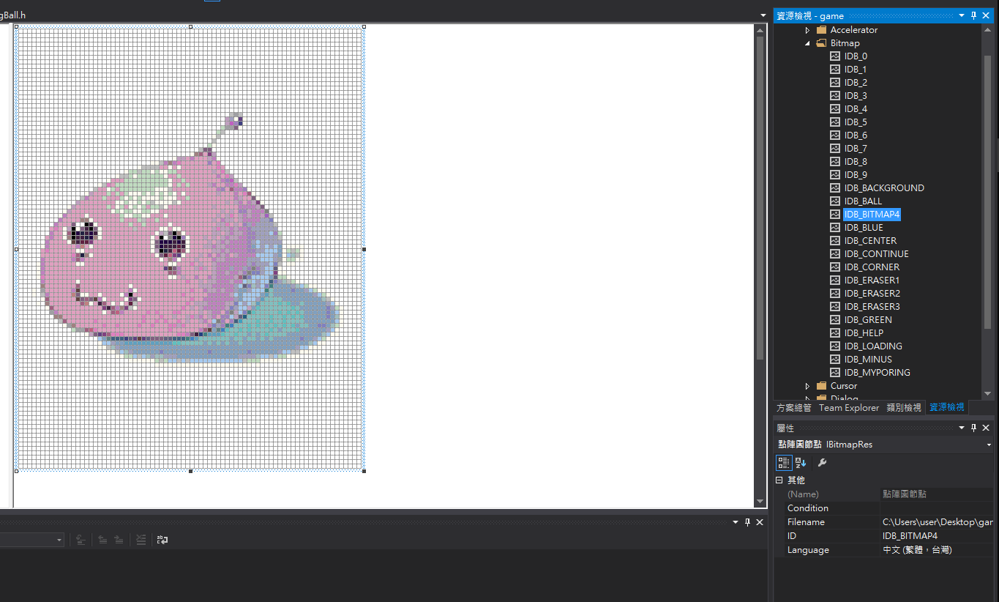 gBall.h
資源檢視 - game
Accelerator
Bitmap
IDB_0
IDB_1
IDB_2
IDB_3
IDB_4
IDB_5
IDB_6
IDB_7
IDB_8
IDB_9
IDB_BACKGROUND
IDB_BALL
IDB_BITMAP4
IDB_BLUE
IDB_CENTER
IDB_CONTINUE
IDB_CORNER
IDB_ERASER1
IDB_ERASER2
IDB_ERASER3
IDB_GREEN
IDB_HELP
IDB_LOADING
IDB_MINUS
IDB_MYPORING
Cursor
Dialog
方案總管 Team Explorer 類別檢視 資源檢視
屬性
點陣圖節點 IBitmapRes
其他
(Name) 點陣圖節點
Condition
Filename C:\Users\user\Desktop\gam
ID IDB_BITMAP4
Language 中文 (繁體，台灣)